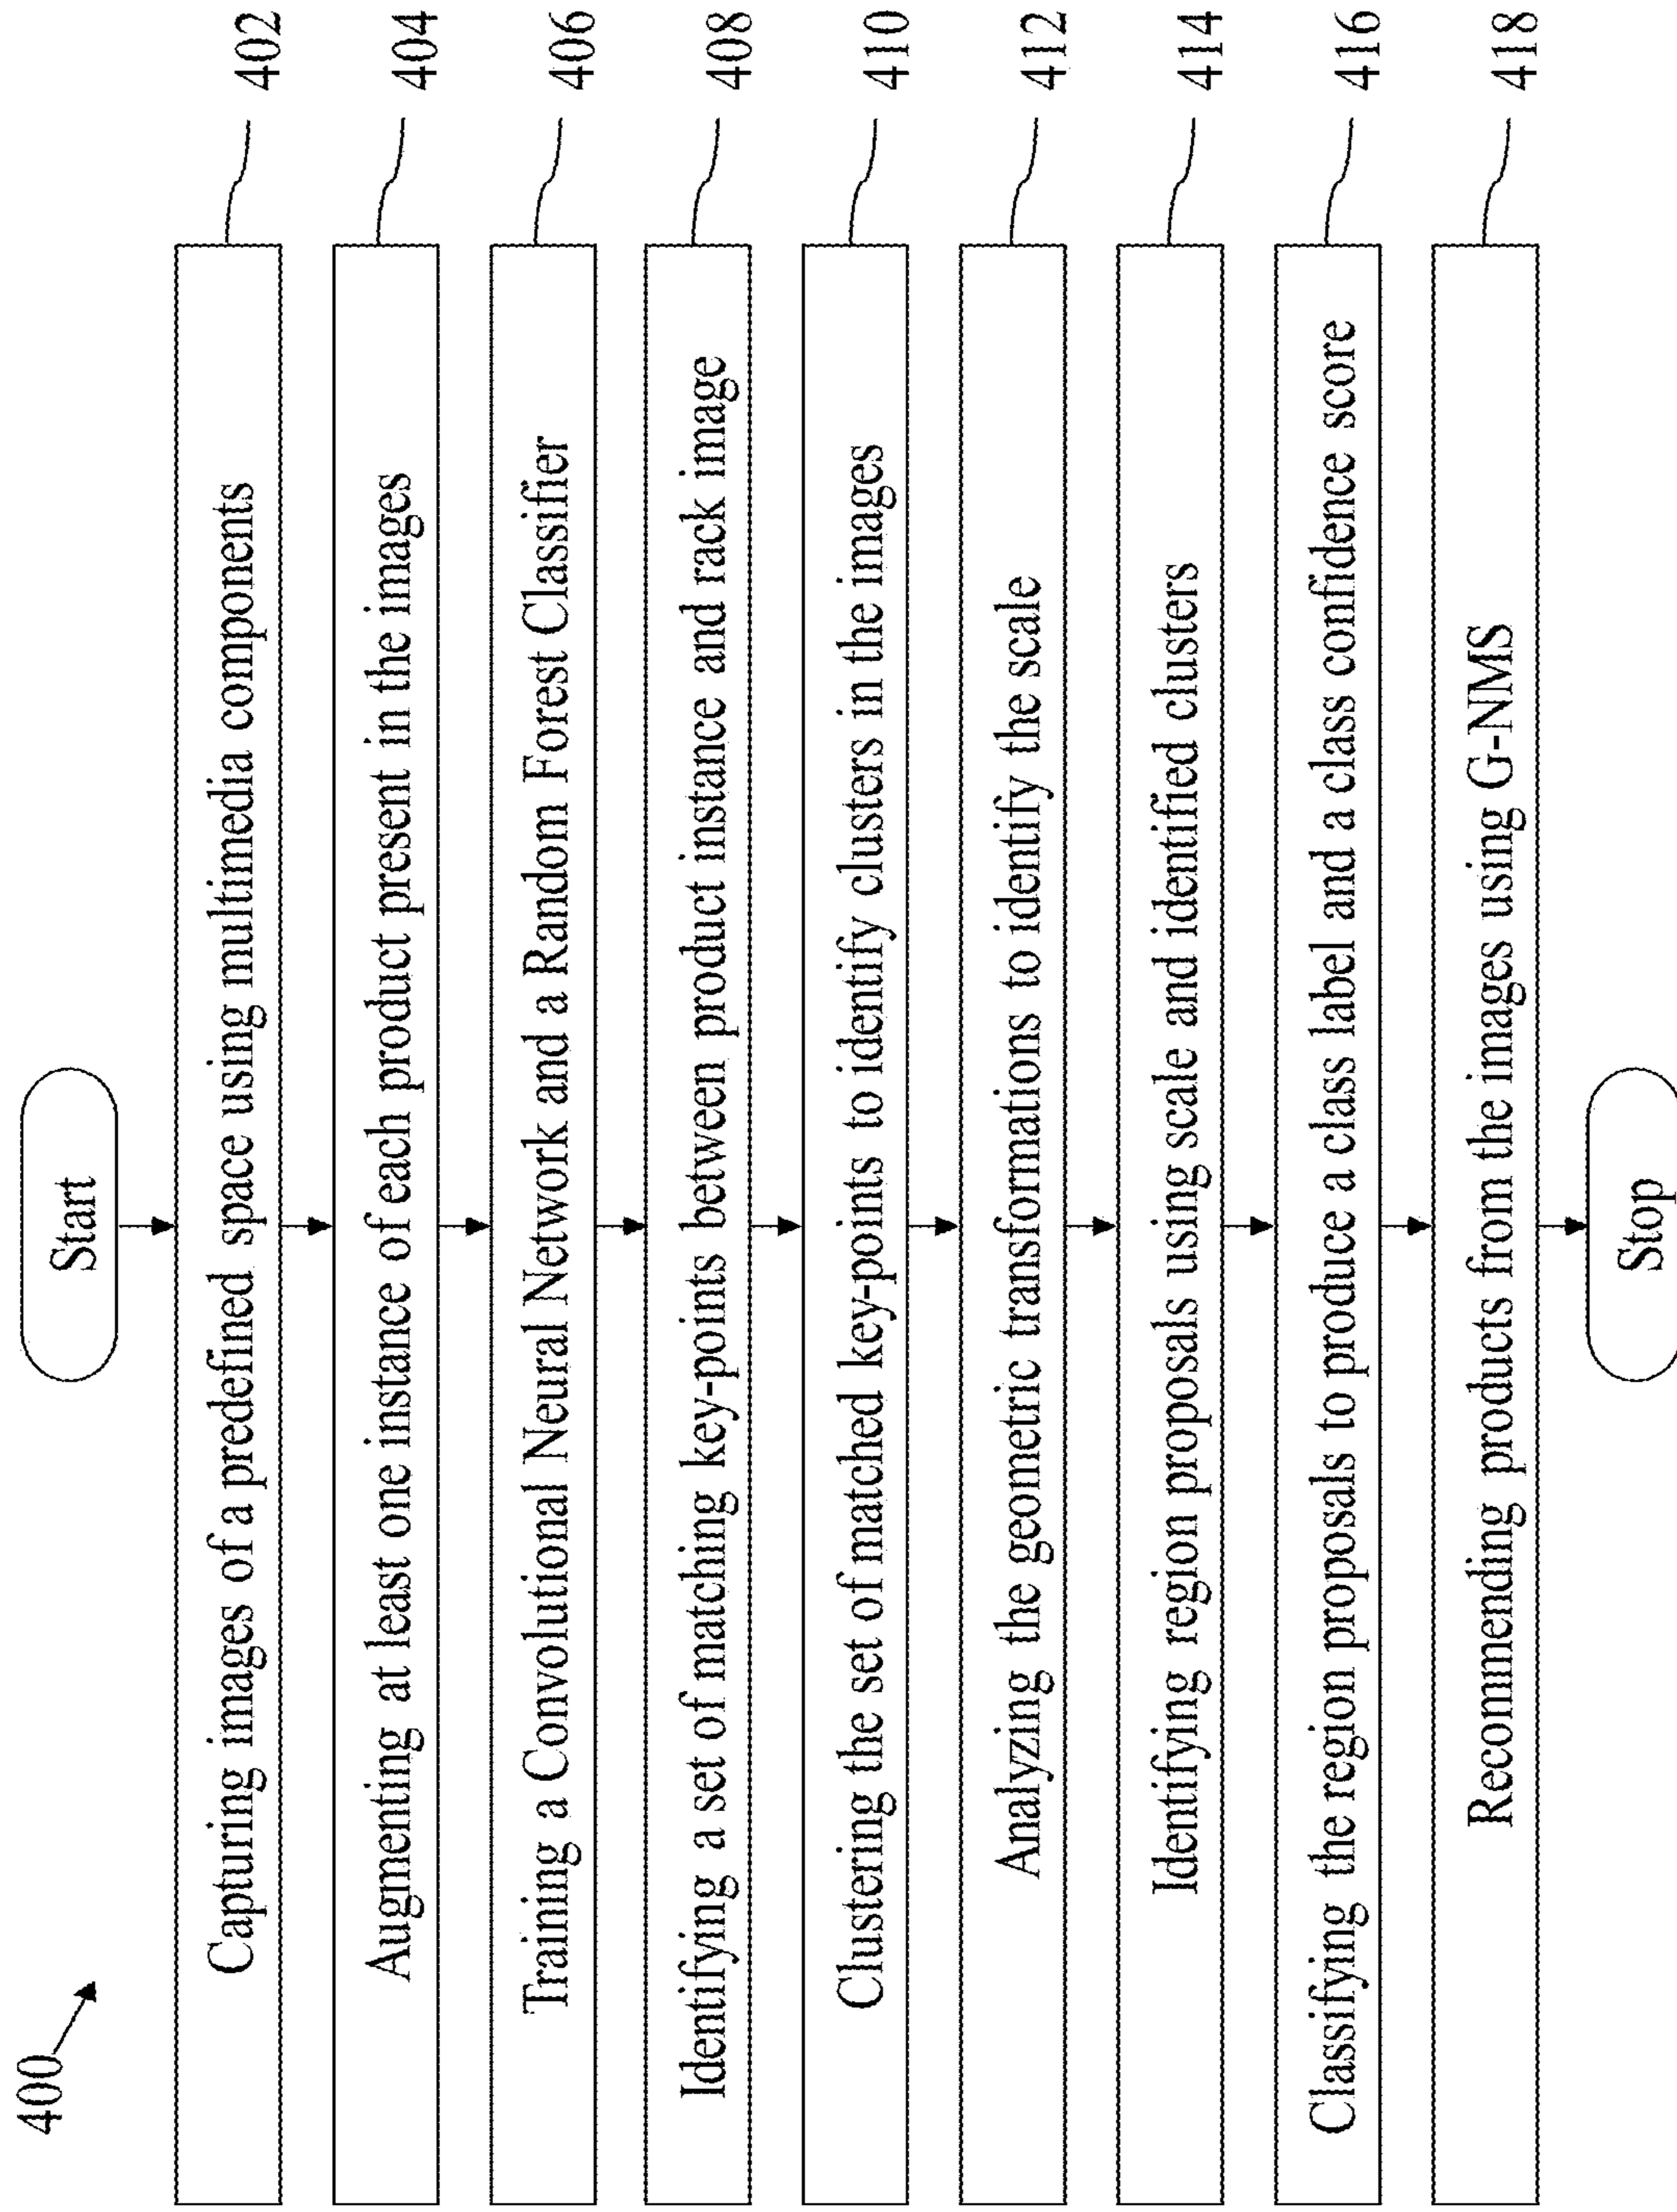 400
Start
Capturing images of a predefined space using multimedia components
402
Augmenting at least one instance of each product present in the images
404
Training a Convolutional Neural Network and a Random Forest Classifier
406
Identifying a set of matching key-points between product instance and rack image
408
Clustering the set of matched key-points to identify clusters in the images
410
Analyzing the geometric transformations to identify the scale
412
Identifying region proposals using scale and identified clusters
414
Classifying the region proposals to produce a class label and a class confidence score
416
Recommending products from the images using G-NMS
418
Stop